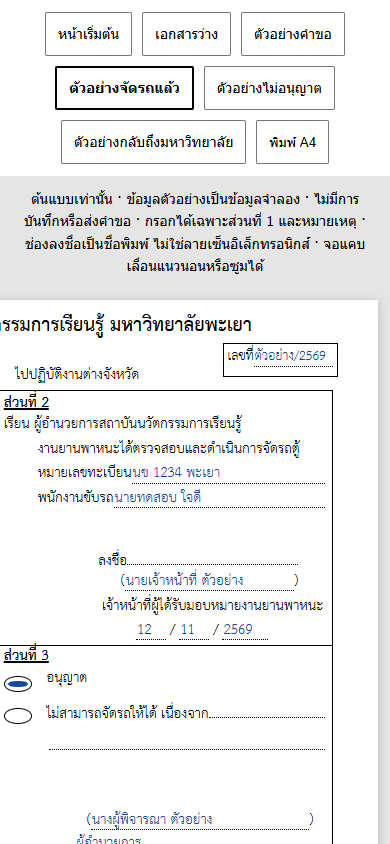 หน้าเริ่มต้น เอกสารว่าง ตัวอย่างคำขอ
ตัวอย่างจัดรถแล้ว ตัวอย่างไม่อนุญาต
ตัวอย่างกลับถึงมหาวิทยาลัย พิมพ์ A4
ต้นแบบเท่านั้น · ข้อมูลตัวอย่างเป็นข้อมูลจำลอง · ไม่มีการ
บันทึกหรือส่งคำขอ · กรอกได้เฉพาะส่วนที่ 1 และหมายเหตุ ·
ช่องลงชื่อเป็นชื่อพิมพ์ ไม่ใช่ลายเซ็นอิเล็กทรอนิกส์ · จอแคบ
เลื่อนแนวนอนหรือซูมได้
กรรมการเรียนรู้ มหาวิทยาลัยพะเยา
เลขที่ตัวอย่าง/2569
ไปปฏิบัติงานต่างจังหวัด
ส่วนที่ 2
เรียน ผู้อำนวยการสถาบันนวัตกรรมการเรียนรู้
งานยานพาหนะได้ตรวจสอบและดำเนินการจัดรถตู้
หมายเลขทะเบียนนข 1234 พะเยา
พนักงานขับรถนายทดสอบ ใจดี
ลงชื่อ
(นายเจ้าหน้าที่ ตัวอย่าง)
เจ้าหน้าที่ผู้ได้รับมอบหมายงานยานพาหนะ
12 / 11 / 2569
ส่วนที่ 3
อนุญาต
ไม่สามารถจัดรถให้ได้ เนื่องจาก
(นางผู้พิจารณา ตัวอย่าง)
ผู้อำนวยการ